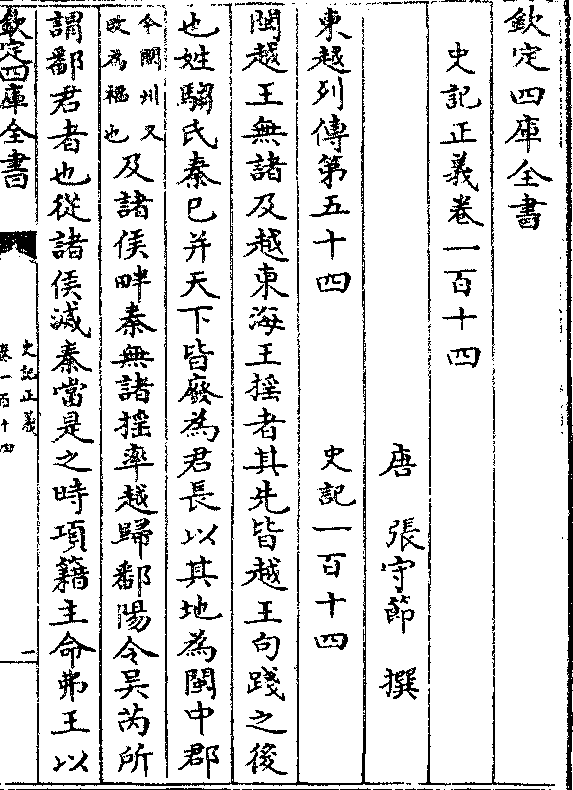 欽定四庫全書
史記正義卷一百十四
唐 張守節 撰
東越列傳第五十四 史記一百十四
閩越王無諸及越東海王揺者其先皆越王句踐之後
也姓騶氏秦已并天下皆廢為君長以其地為閩中郡
今閩州又
改為福也
及諸侯畔秦無諸揺率越歸鄱陽令吳芮所
謂鄱君者也從諸侯滅秦當是之時項籍主命弗王以
欽定四庫全書
史記正義
卷一百十四
一